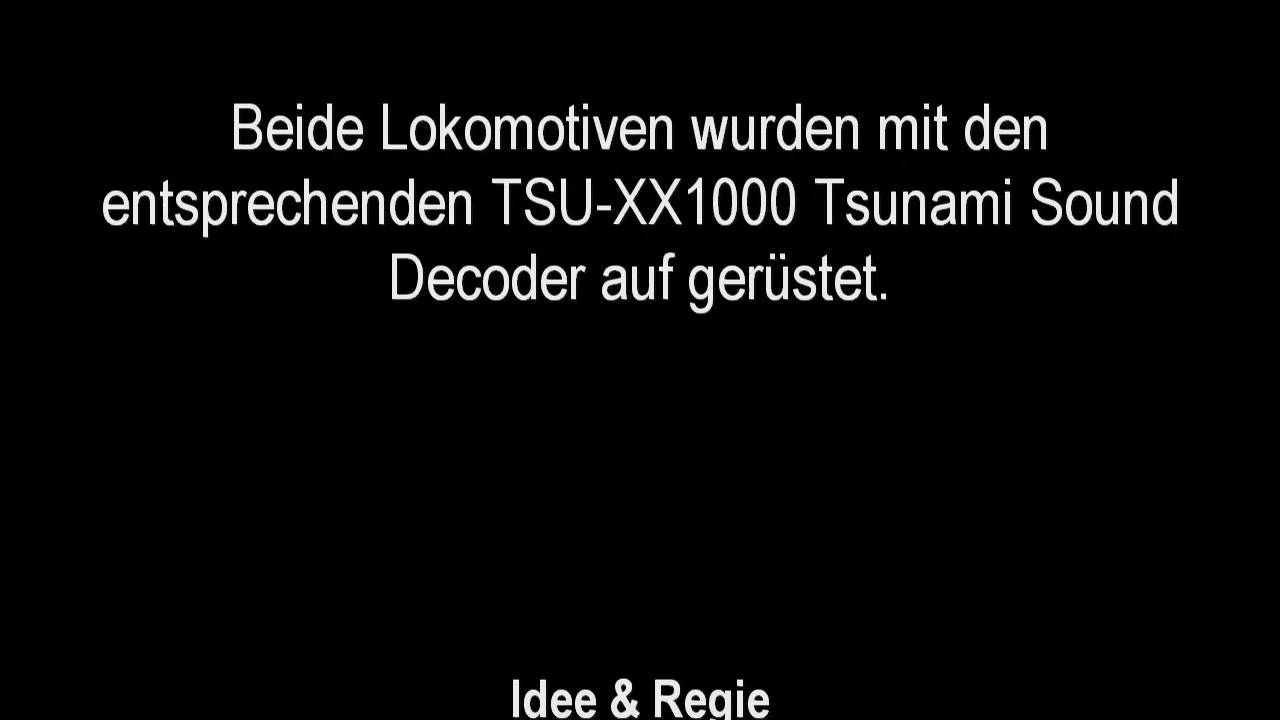 Beide Lokomotiven wurden mit den
entsprechenden TSU-XX1000 Tsunami Sound
Decoder auf gerüstet.
Idee & Regie